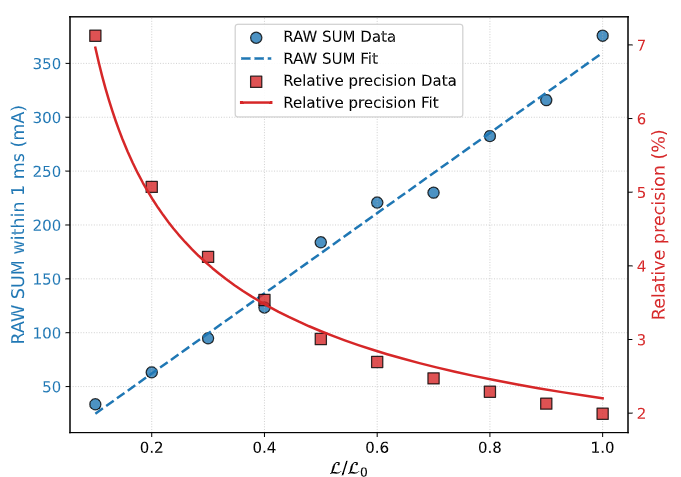 RAW SUM Data
RAW SUM Fit
Relative precision Data
Relative precision Fit
RAW SUM within 1 ms (mA)
350
300
250
200
150
100
50
7
6
5
4
3
2
Relative precision (%)
0.2 0.4 0.6 0.8 1.0
ℒ/ℒ₀